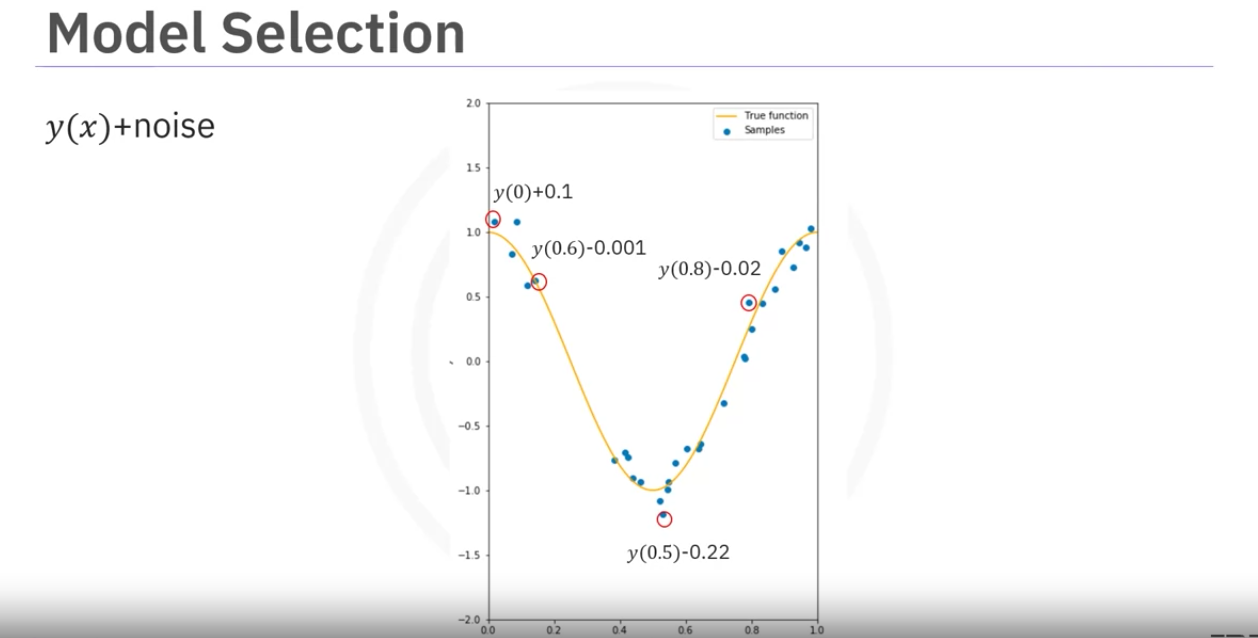 Model Selection
y(x)+noise
2.0
True function
Samples
1.5
y(0)+0.1
1.0
y(0.6)-0.001
y(0.8)-0.02
0.5
0.0
−0.5
−1.0
y(0.5)-0.22
−1.5
−2.0
0.0 0.2 0.4 0.6 0.8 1.0